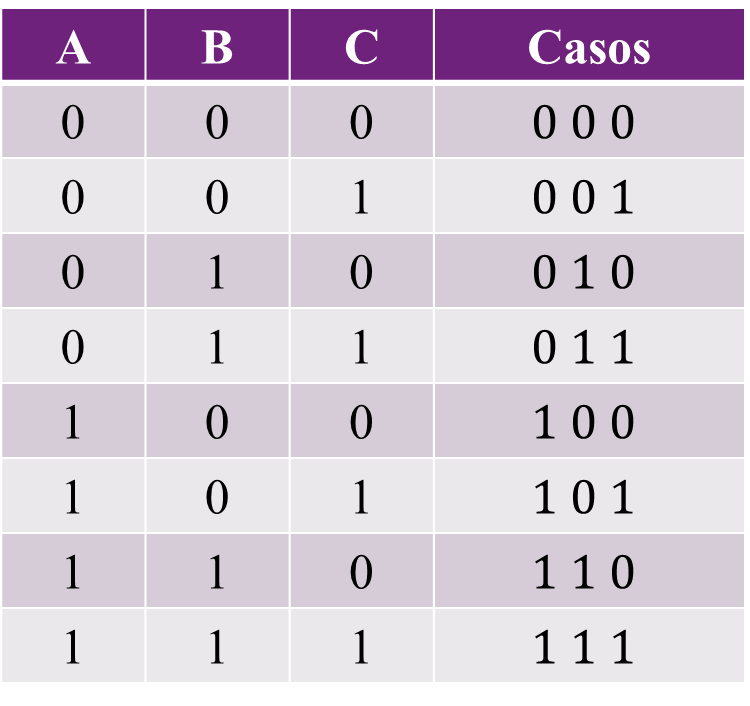 A B C Casos
0 0 0 0 0 0
0 0 1 0 0 1
0 1 0 0 1 0
0 1 1 0 1 1
1 0 0 1 0 0
1 0 1 1 0 1
1 1 0 1 1 0
1 1 1 1 1 1